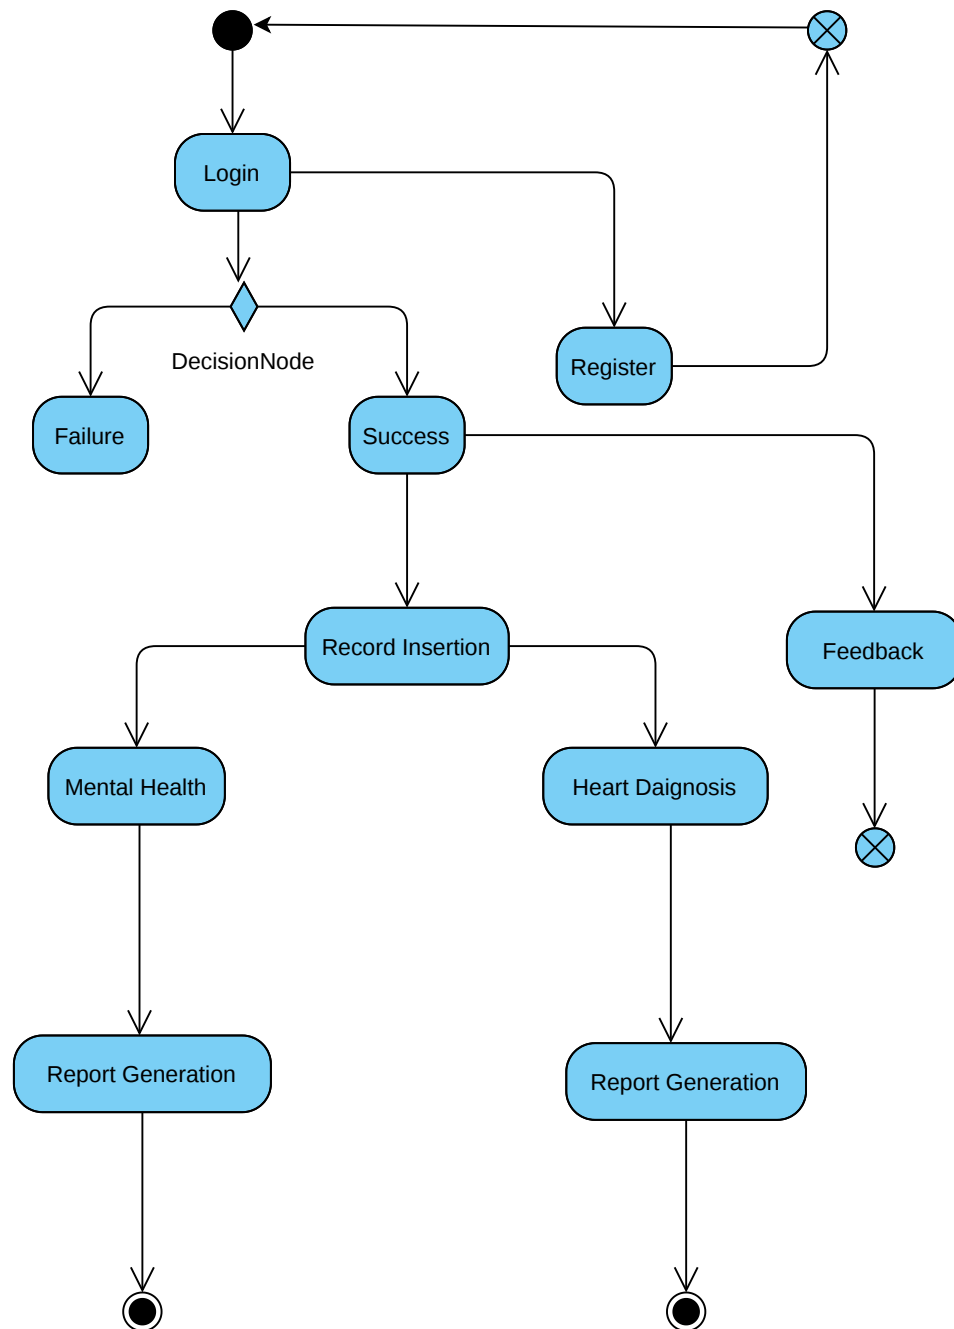 Login
DecisionNode
Register
Failure
Success
Record Insertion
Feedback
Mental Health
Heart Daignosis
Report Generation
Report Generation